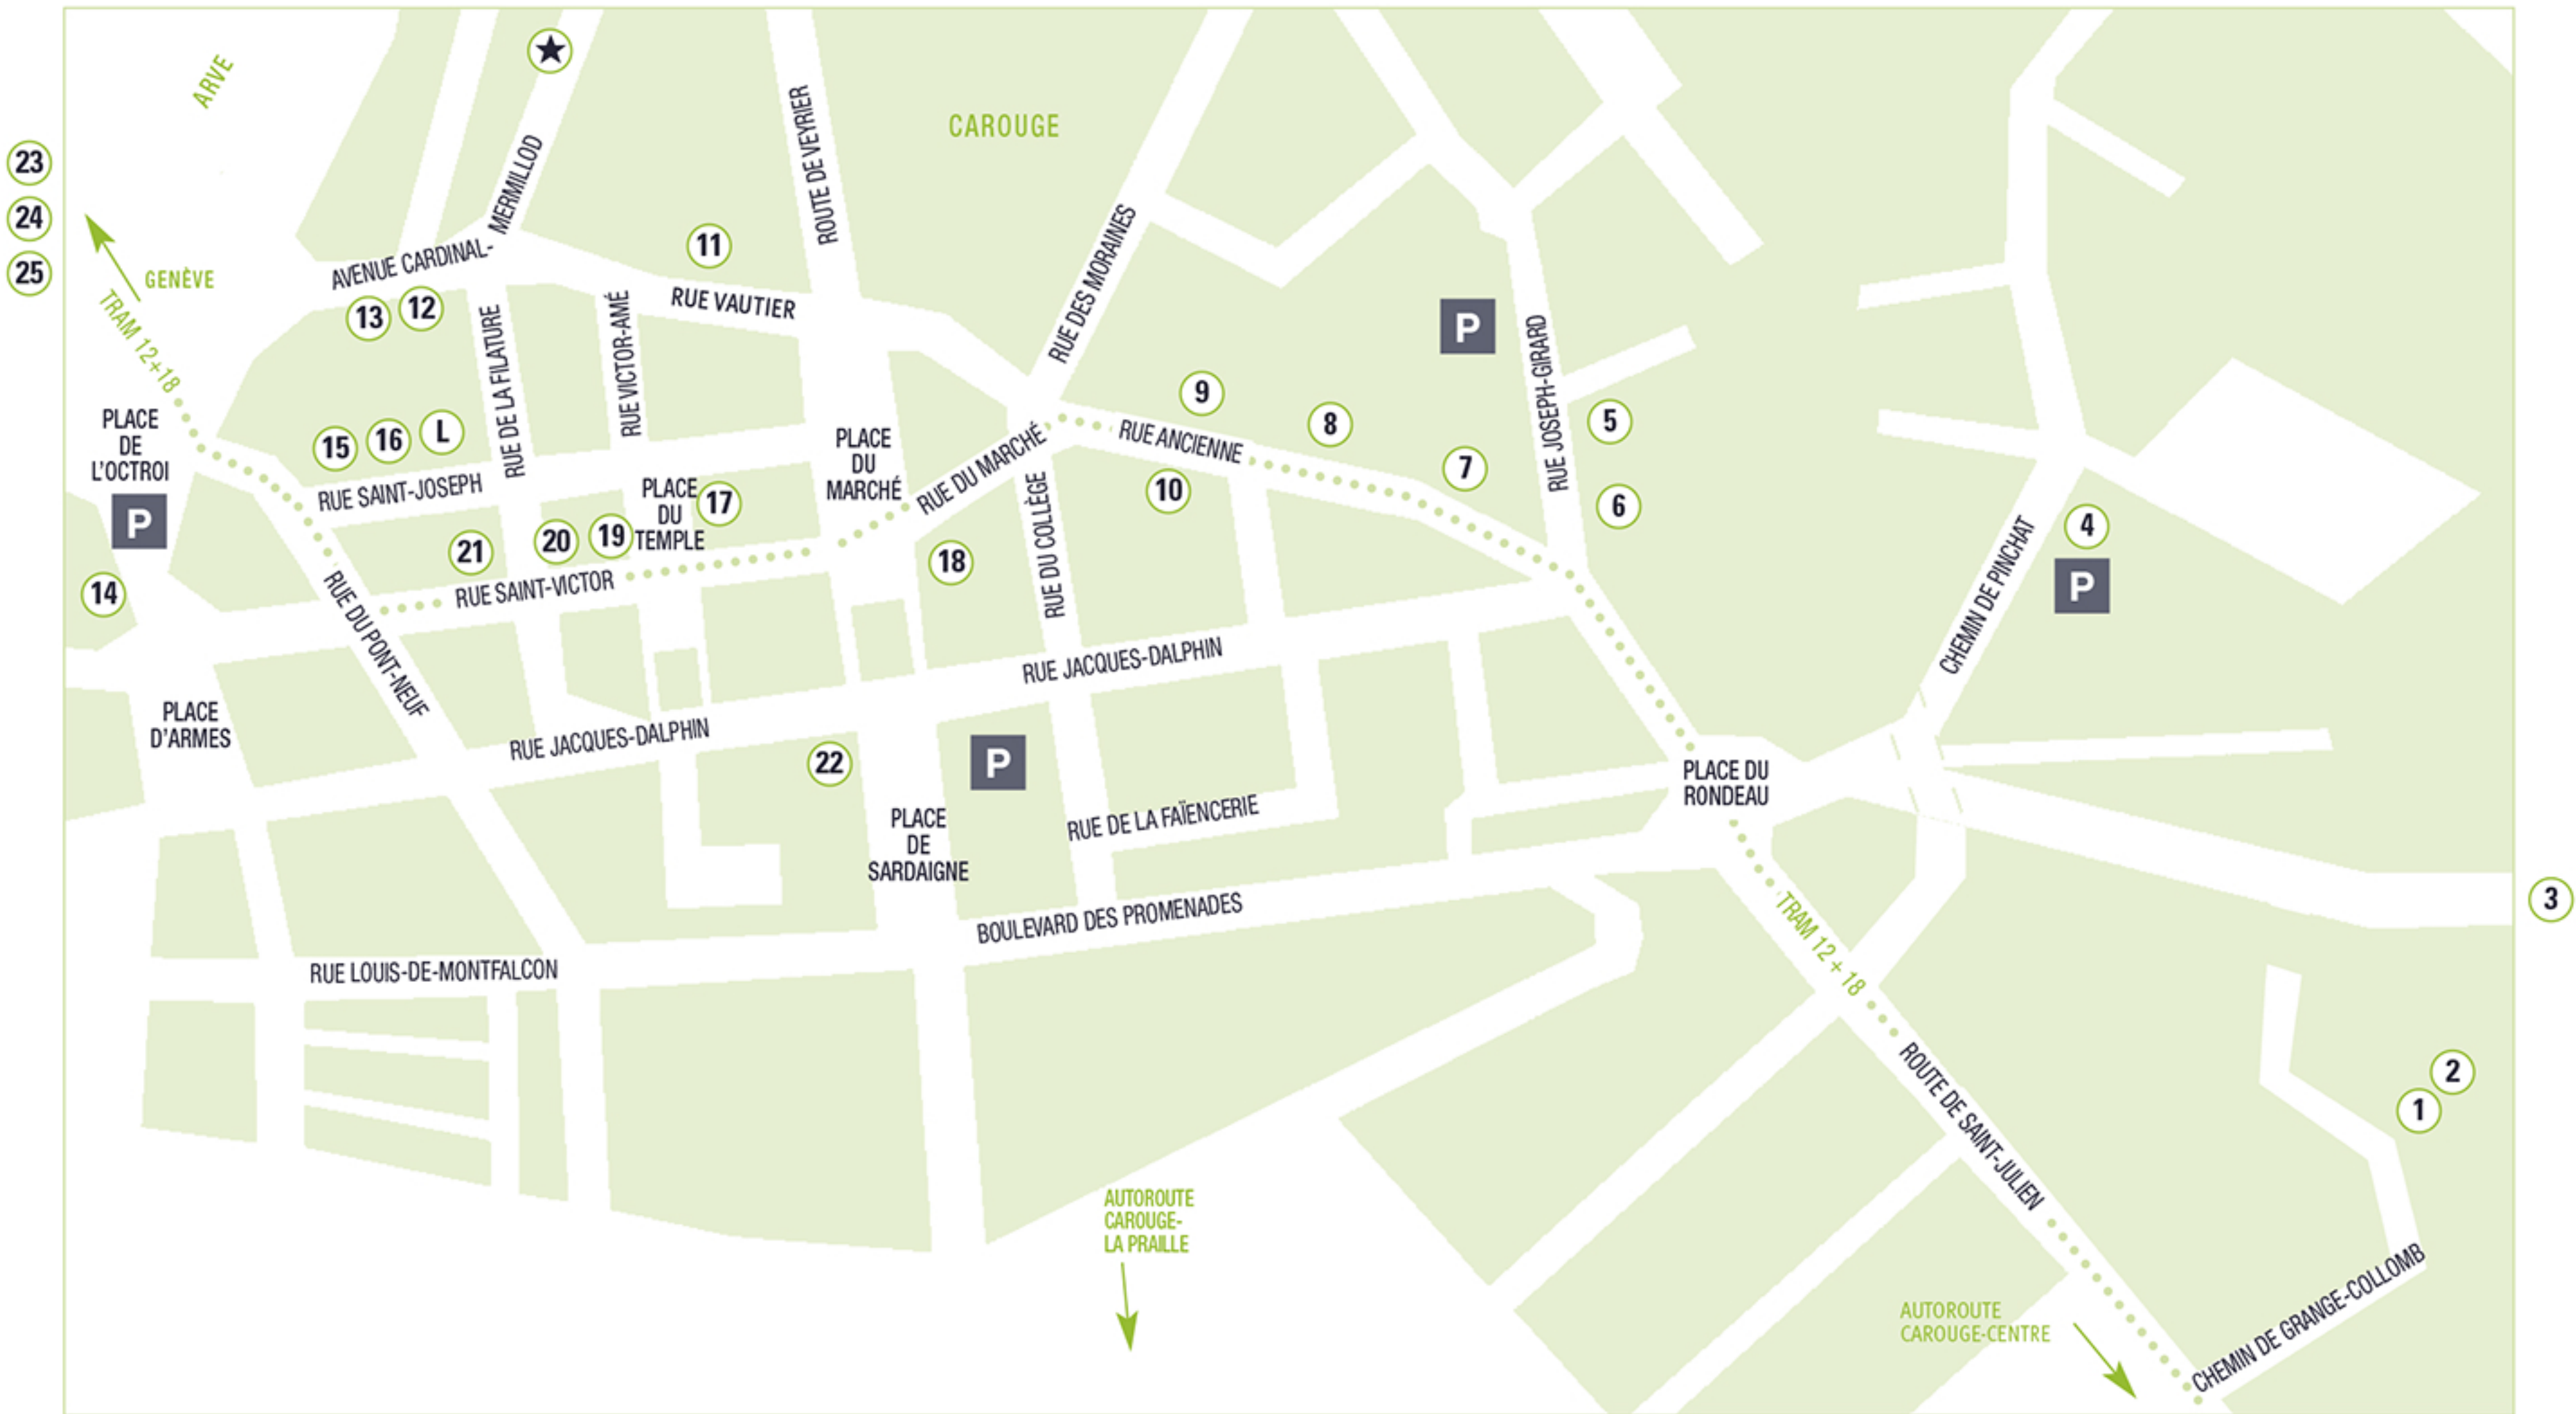 ARVE
23
24
25
GENÈVE
TRAM 12+18
AVENUE CARDINAL-
MERMILLOD
ROUTE DE VEYRIER
CAROUGE
11
13
12
RUE VAUTIER
RUE DE LA FILATURE
RUE VICTOR-AMÉ
RUE DES MORAINES
P
RUE JOSEPH-GIRARD
PLACE
DE
L'OCTROI
P
14
15
16
L
RUE SAINT-JOSEPH
21
20
19
PLACE
DU
TEMPLE
17
RUE SAINT-VICTOR
PLACE
DU
MARCHÉ
RUE DU MARCHÉ
18
RUE DU COLLÈGE
9
RUE ANCIENNE
10
8
7
5
6
4
P
CHEMIN DE PINCHAT
RUE DU PONT-NEUF
PLACE
D'ARMES
RUE JACQUES-DALPHIN
RUE JACQUES-DALPHIN
22
P
PLACE
DE
SARDAIGNE
RUE DE LA FAÏENCERIE
PLACE DU
RONDEAU
BOULEVARD DES PROMENADES
RUE LOUIS-DE-MONTFALCON
TRAM 12 + 18
3
2
1
ROUTE DE SAINT-JULIEN
AUTOROUTE
CAROUGE-
LA PRAILLE
AUTOROUTE
CAROUGE-CENTRE
CHEMIN DE GRANGE-COLLOMB